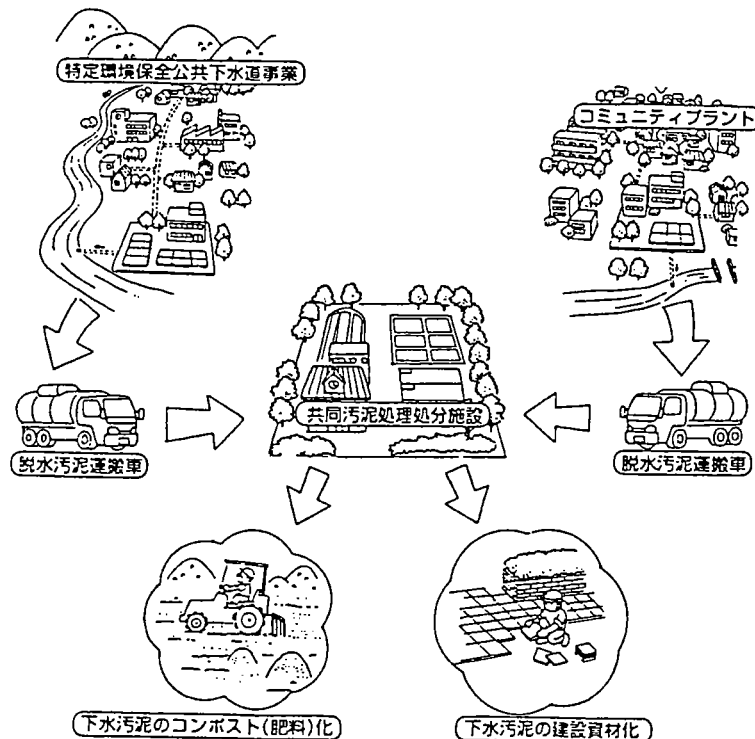 特定環境保全公共下水道事業
コミュニティプラント
共同汚泥処理処分施設
脱水汚泥運搬車
脱水汚泥運搬車
下水汚泥のコンポスト(肥料)化
下水汚泥の建設資材化